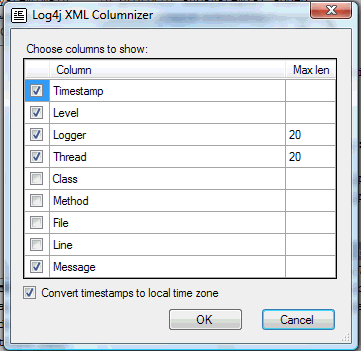 Log4j XML Columnizer
Choose columns to show:
Column Max len
Timestamp
Level
Logger 20
Thread 20
Class
Method
File
Line
Message
Convert timestamps to local time zone
OK Cancel